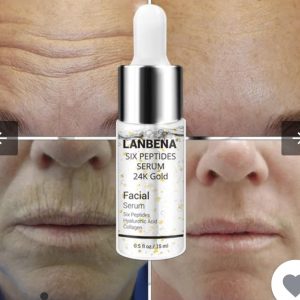 LANBENA
SIX PEPTIDES
SERUM
24K Gold
Facial
Serum
Six Peptides
Hyaluronic Acid
Collagen
0.5 fl oz / 15 ml